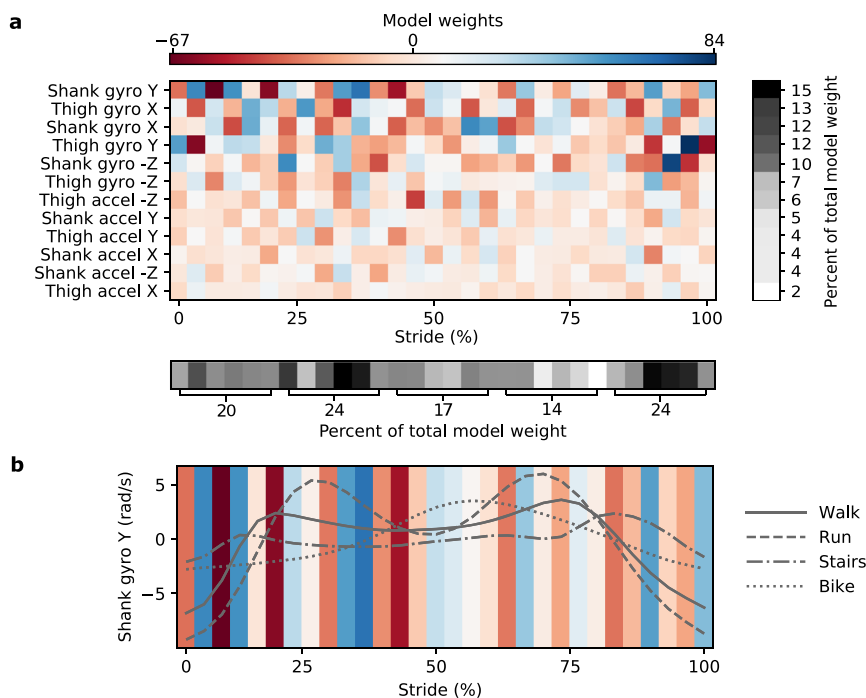 a
Model weights
−67 0 84
Shank gyro Y
Thigh gyro X
Shank gyro X
Thigh gyro Y
Shank gyro -Z
Thigh gyro -Z
Thigh accel -Z
Shank accel Y
Thigh accel Y
Shank accel X
Shank accel -Z
Thigh accel X
0 25 50 75 100
Stride (%)
15
13
12
12
10
7
6
5
4
4
2
Percent of total model weight
20 24 17 14 24
Percent of total model weight
b
Shank gyro Y (rad/s)
5
0
−5
0 25 50 75 100
Stride (%)
Walk
Run
Stairs
Bike